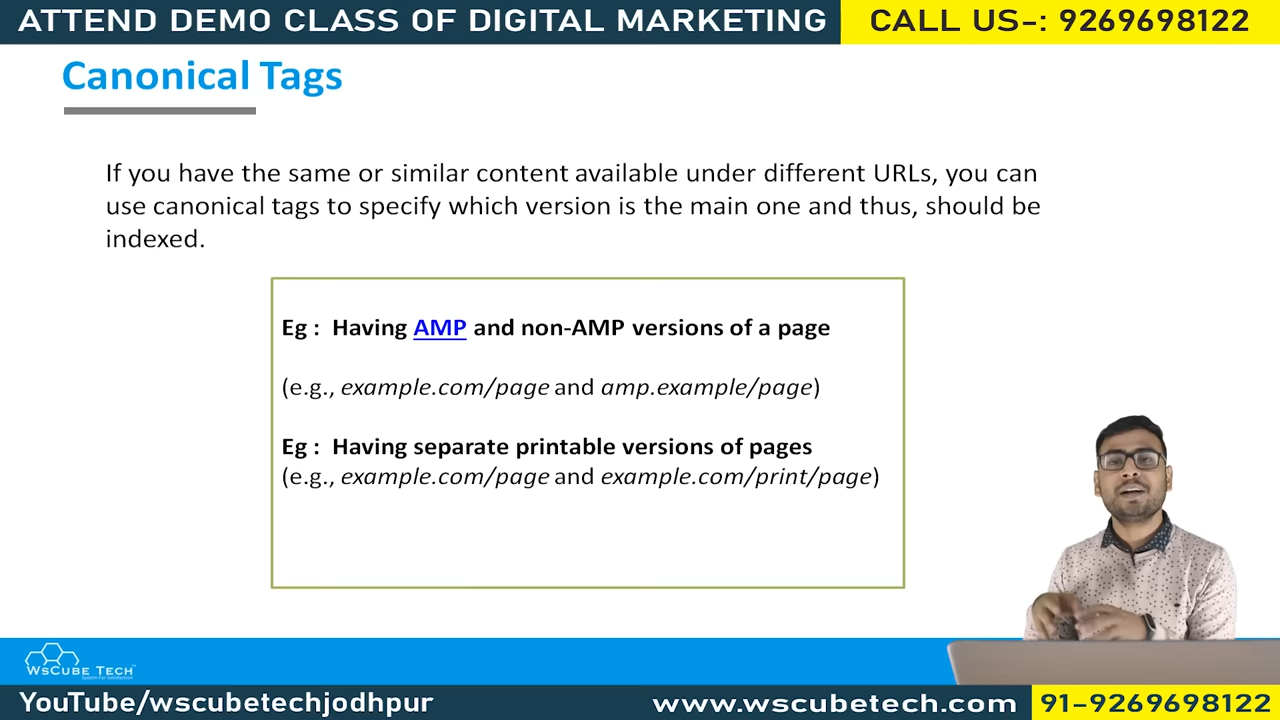 ATTEND DEMO CLASS OF DIGITAL MARKETING
CALL US-: 9269698122
Canonical Tags
If you have the same or similar content available under different URLs, you can
use canonical tags to specify which version is the main one and thus, should be
indexed.
Eg : Having AMP and non-AMP versions of a page
(e.g., example.com/page and amp.example/page)
Eg : Having separate printable versions of pages
(e.g., example.com/page and example.com/print/page)
WsCube Tech
System For Satisfaction
YouTube/wscubetechjodhpur
www.wscubetech.com
91-9269698122